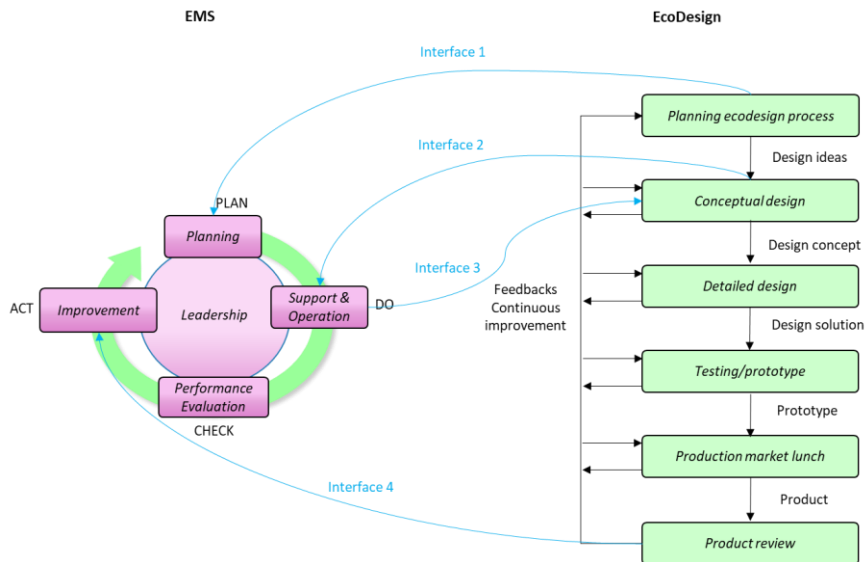 EMS
EcoDesign
Interface 1
Planning ecodesign process
Design ideas
Interface 2
Conceptual design
PLAN
Planning
Design concept
Interface 3
Detailed design
Feedbacks
Continuous
improvement
ACT
Improvement
Leadership
Support &
Operation
DO
Design solution
Testing/prototype
Performance
Evaluation
CHECK
Prototype
Production market lunch
Interface 4
Product
Product review